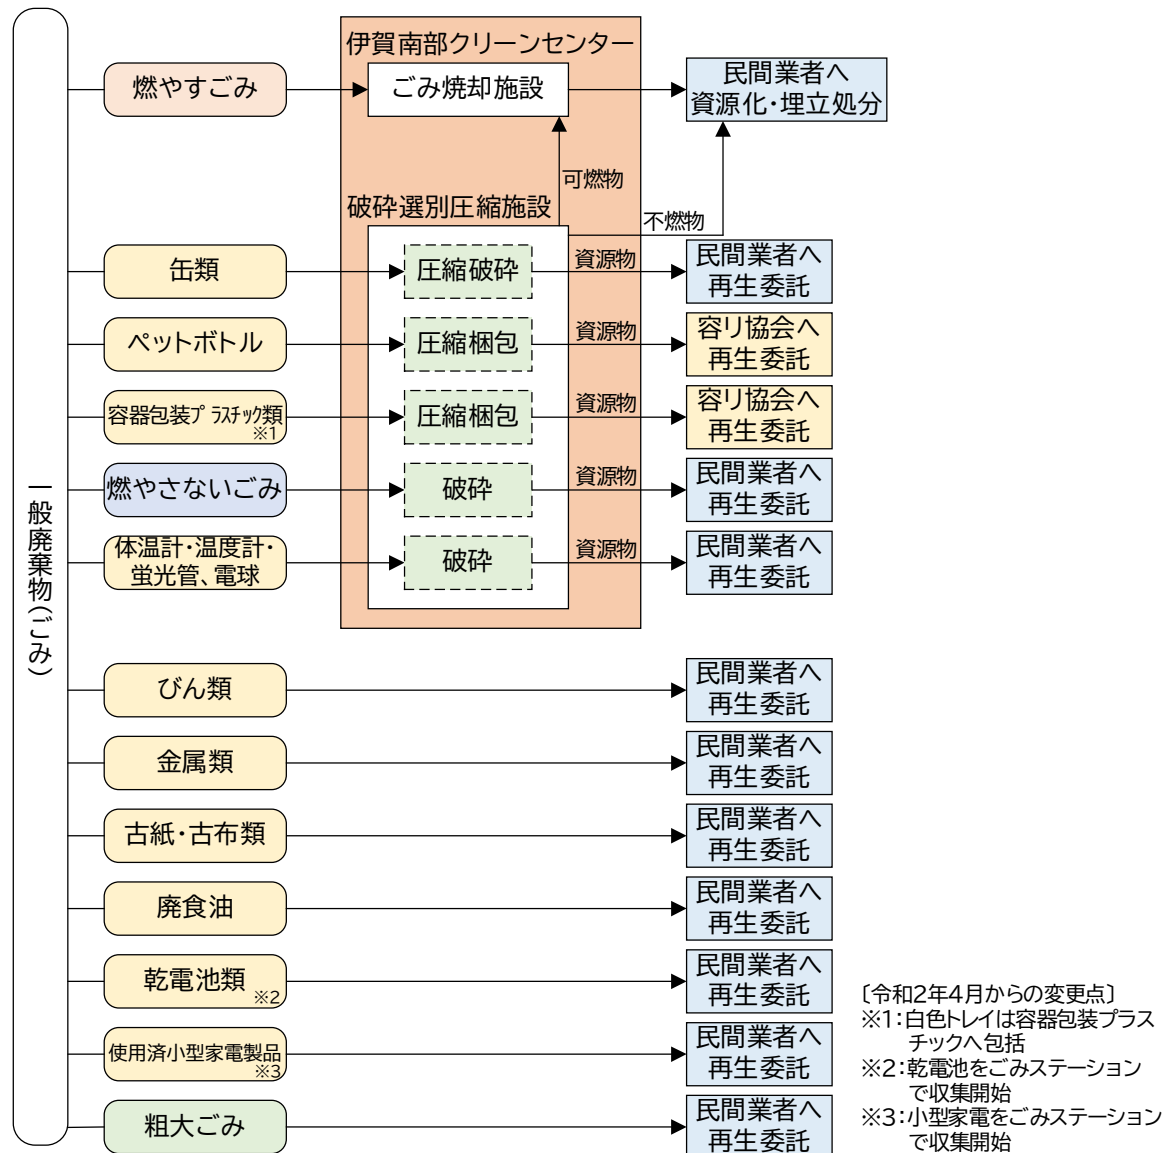 一般廃棄物(ごみ)
伊賀南部クリーンセンター
燃やすごみ
ごみ焼却施設
民間業者へ
資源化・埋立処分
可燃物
破砕選別圧縮施設
不燃物
缶類
圧縮破砕
資源物
民間業者へ
再生委託
ペットボトル
圧縮梱包
資源物
容リ協会へ
再生委託
容器包装プラスチック類
※1
圧縮梱包
資源物
容リ協会へ
再生委託
燃やさないごみ
破砕
資源物
民間業者へ
再生委託
体温計・温度計・
蛍光管、電球
破砕
資源物
民間業者へ
再生委託
びん類
民間業者へ
再生委託
金属類
民間業者へ
再生委託
古紙・古布類
民間業者へ
再生委託
廃食油
民間業者へ
再生委託
乾電池類
※2
民間業者へ
再生委託
使用済小型家電製品
※3
民間業者へ
再生委託
粗大ごみ
民間業者へ
再生委託
〔令和2年4月からの変更点〕
※1:白色トレイは容器包装プラス
チックへ包括
※2:乾電池をごみステーション
で収集開始
※3:小型家電をごみステーション
で収集開始